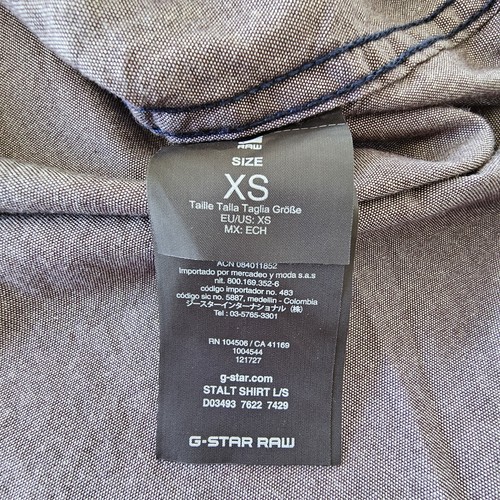 RAW
SIZE
XS
Taille Talla Taglia Größe
EU/US: XS
MX: ECH
ACN 084011852
Importado por mercadeo y moda s.a.s
nit. 800.169.352-6
código importador no. 483
código sic no. 5887, medellin - Colombia
ジースターインターナショナル（株）
Tel : 03-5765-3301
RN 104506 / CA 41169
1004544
121727
g-star.com
STALT SHIRT L/S
D03493 7622 7429
G-STAR RAW